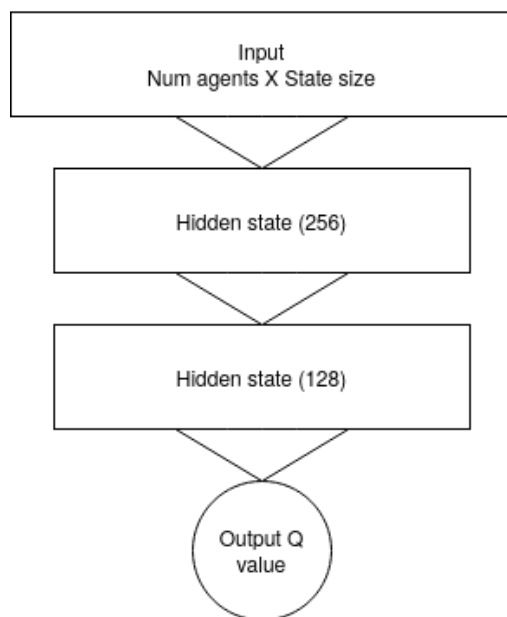 Input
Num agents X State size
Hidden state (256)
Hidden state (128)
Output Q
value